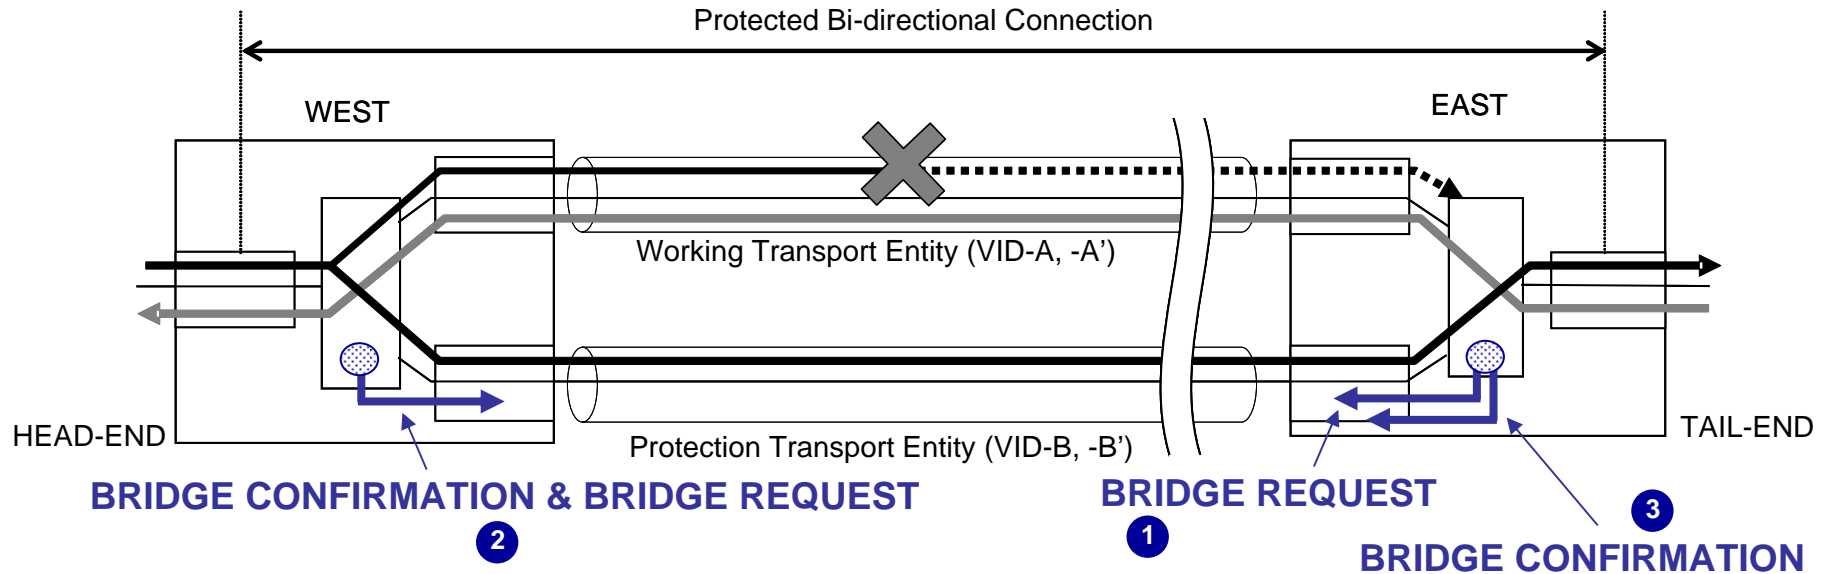 Protected Bi-directional Connection
WEST
EAST
Working Transport Entity (VID-A, -A’)
HEAD-END
TAIL-END
Protection Transport Entity (VID-B, -B’)
BRIDGE CONFIRMATION & BRIDGE REQUEST
2
BRIDGE REQUEST
1
3
BRIDGE CONFIRMATION